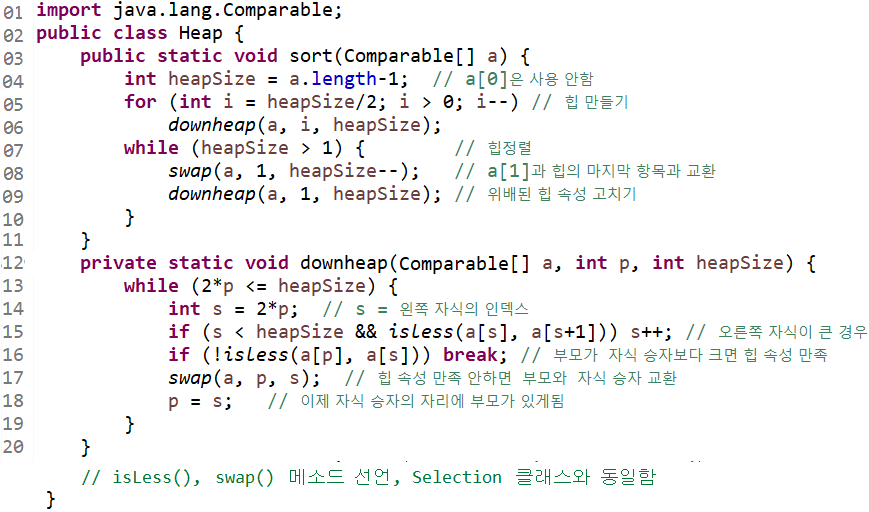 01 import java.lang.Comparable;
02 public class Heap {
03     public static void sort(Comparable[] a) {
04         int heapSize = a.length-1;  // a[0]은 사용 안함
05         for (int i = heapSize/2; i > 0; i--) // 힙 만들기
06             downheap(a, i, heapSize);
07         while (heapSize > 1) {        // 힙정렬
08             swap(a, 1, heapSize--);   // a[1]과 힙의 마지막 항목과 교환
09             downheap(a, 1, heapSize); // 위배된 힙 속성 고치기
10         }
11     }
12     private static void downheap(Comparable[] a, int p, int heapSize) {
13         while (2*p <= heapSize) {
14             int s = 2*p;  // s = 왼쪽 자식의 인덱스
15             if (s < heapSize && isless(a[s], a[s+1])) s++; // 오른쪽 자식이 큰 경우
16             if (!isless(a[p], a[s])) break; // 부모가 자식 승자보다 크면 힙 속성 만족
17             swap(a, p, s);  // 힙 속성 만족 안하면 부모와 자식 승자 교환
18             p = s;   // 이제 자식 승자의 자리에 부모가 있게됨
19         }
20     }
    // isLess(), swap() 메소드 선언, Selection 클래스와 동일함
}